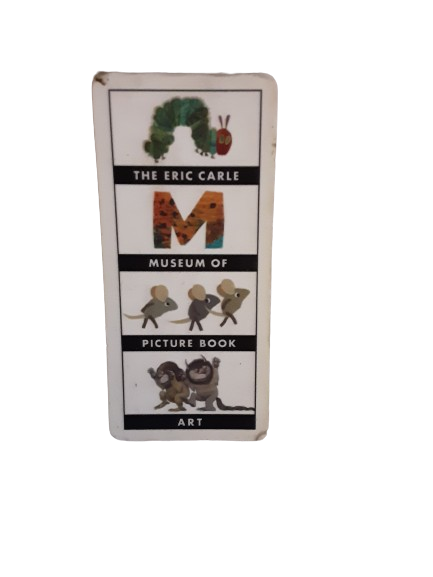 THE ERIC CARLE
M
MUSEUM OF
PICTURE BOOK
ART